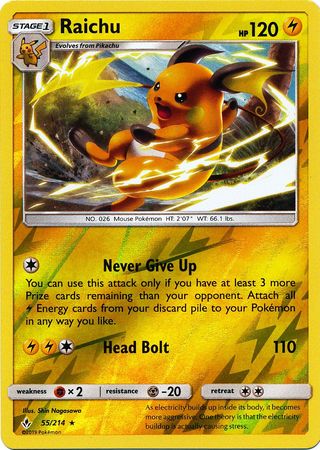 STAGE 1
Raichu
HP 120
Evolves from Pikachu
NO. 026 Mouse Pokémon HT: 2'07" WT: 66.1 lbs.
Never Give Up
You can use this attack only if you have at least 3 more
Prize cards remaining than your opponent. Attach all
Energy cards from your discard pile to your Pokémon
in any way you like.
Head Bolt 110
weakness × 2 resistance -20 retreat
Illus. Shin Nagasawa
55/214 ★
©2019 Pokémon
As electricity builds up inside its body, it becomes
more aggressive. One theory is that the electricity
buildup is actually causing stress.